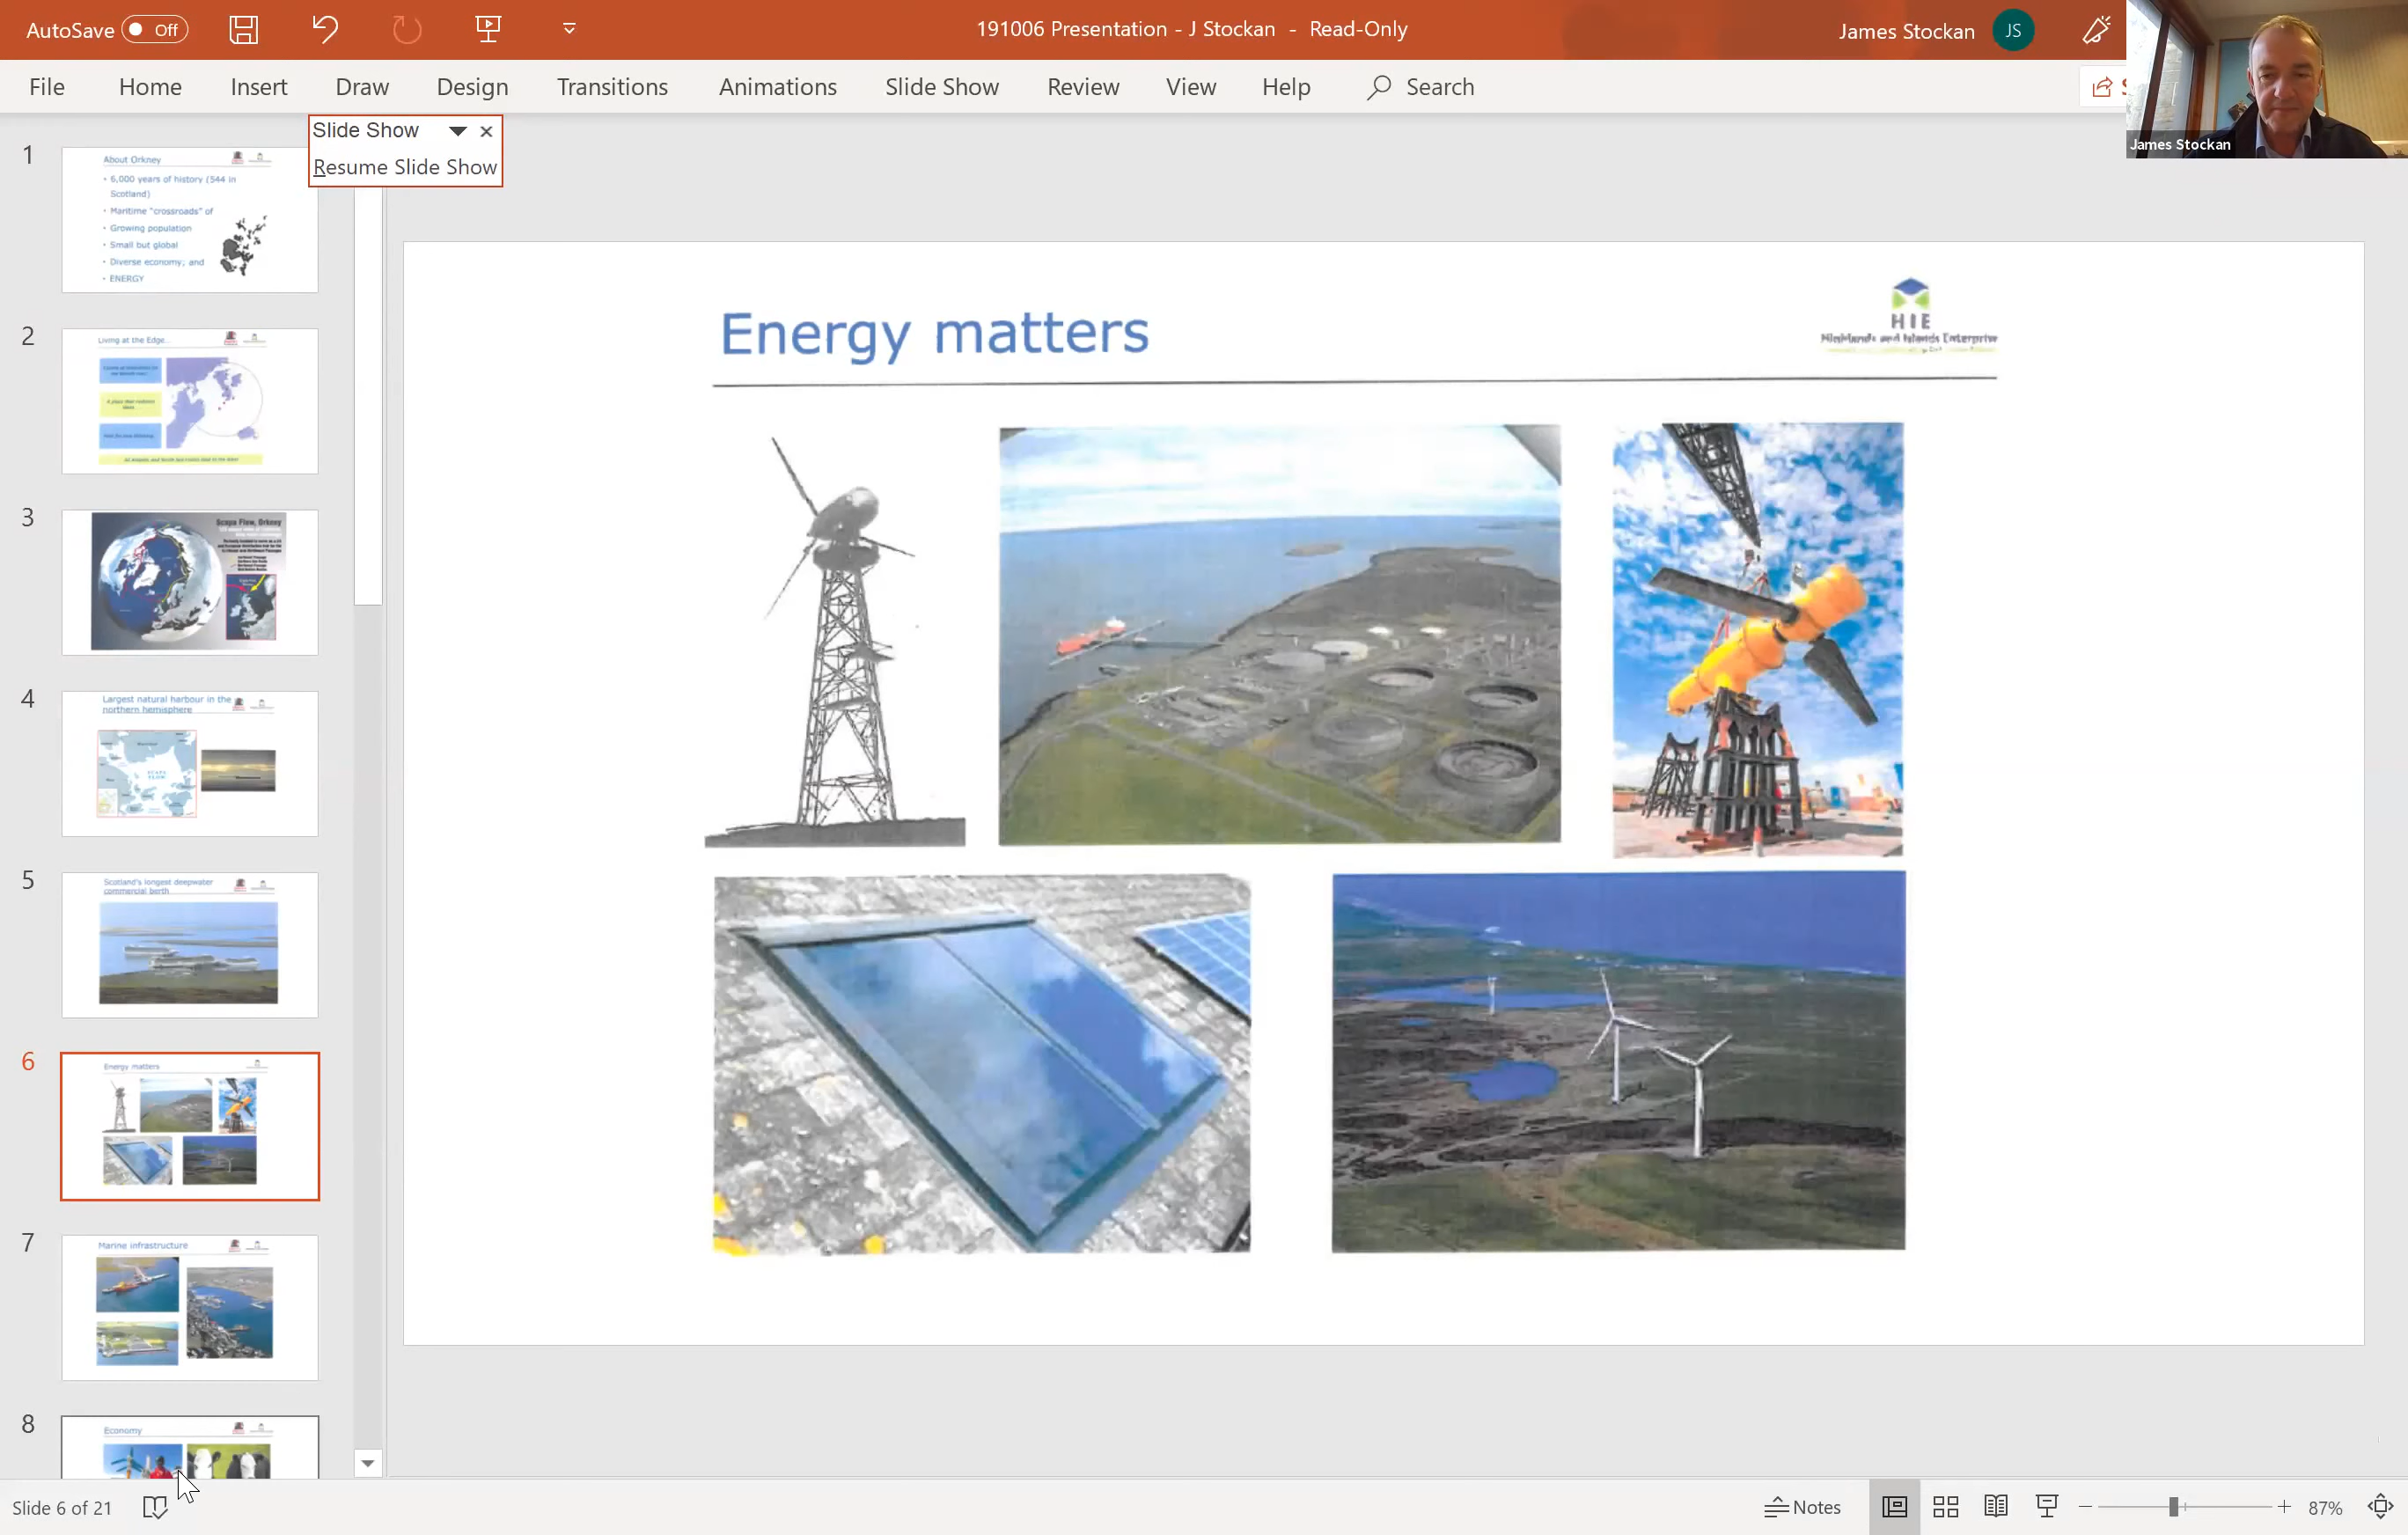 AutoSave
Off
191006 Presentation - J Stockan - Read-Only
James Stockan
JS
File
Home
Insert
Draw
Design
Transitions
Animations
Slide Show
Review
View
Help
Search
James Stockan
Slide Show
Resume Slide Show
1
About Orkney
• 6,000 years of history (544 in
Scotland)
• Maritime "crossroads" of
• Growing population
• Small but global
• Diverse economy; and
• ENERGY
2
Living at the Edge...
3
Scapa Flow, Orkney
4
Largest natural harbour in the
northern hemisphere
5
Scotland's longest deepwater
commercial berth
6
Energy matters
7
Marine infrastructure
8
Economy
Energy matters
HIE
Highlands and Islands Enterprise
Slide 6 of 21
Notes
87%